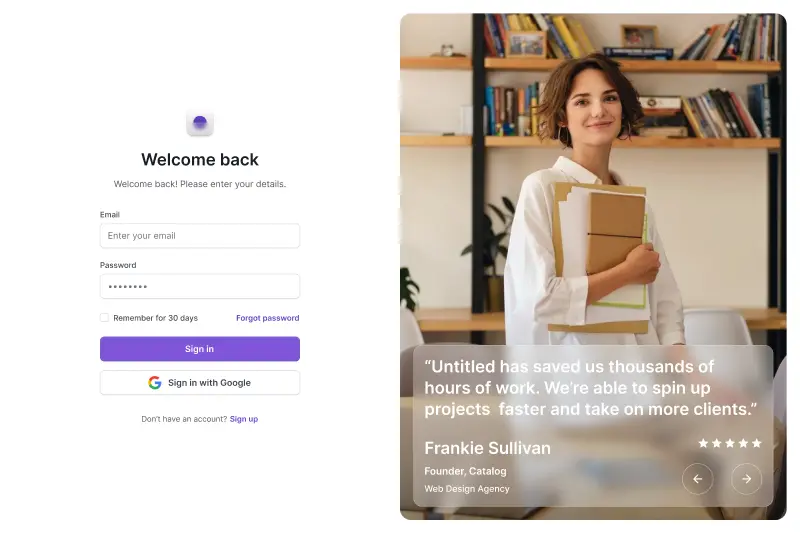 Welcome back
Welcome back! Please enter your details.
Email
Enter your email
Password
Remember for 30 days
Forgot password
Sign in
Sign in with Google
Don't have an account? Sign up
“Untitled has saved us thousands of
hours of work. We’re able to spin up
projects faster and take on more clients.”
Frankie Sullivan
Founder, Catalog
Web Design Agency